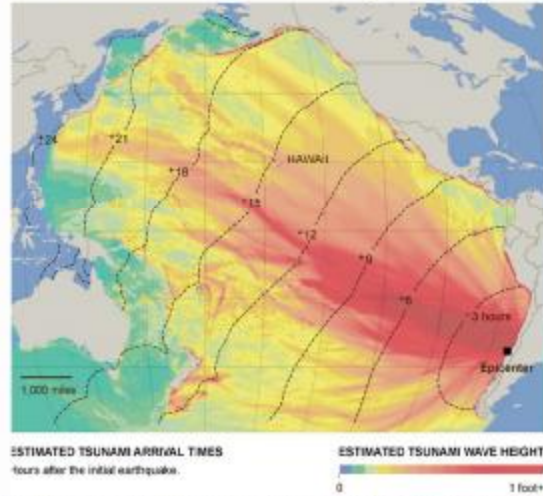 +24
+21
+18
HAWAII
+15
+12
+9
+6
+3 hours
Epicenter
1,000 miles
ESTIMATED TSUNAMI ARRIVAL TIMES
Hours after the initial earthquake.
ESTIMATED TSUNAMI WAVE HEIGHT
0
1 foot+